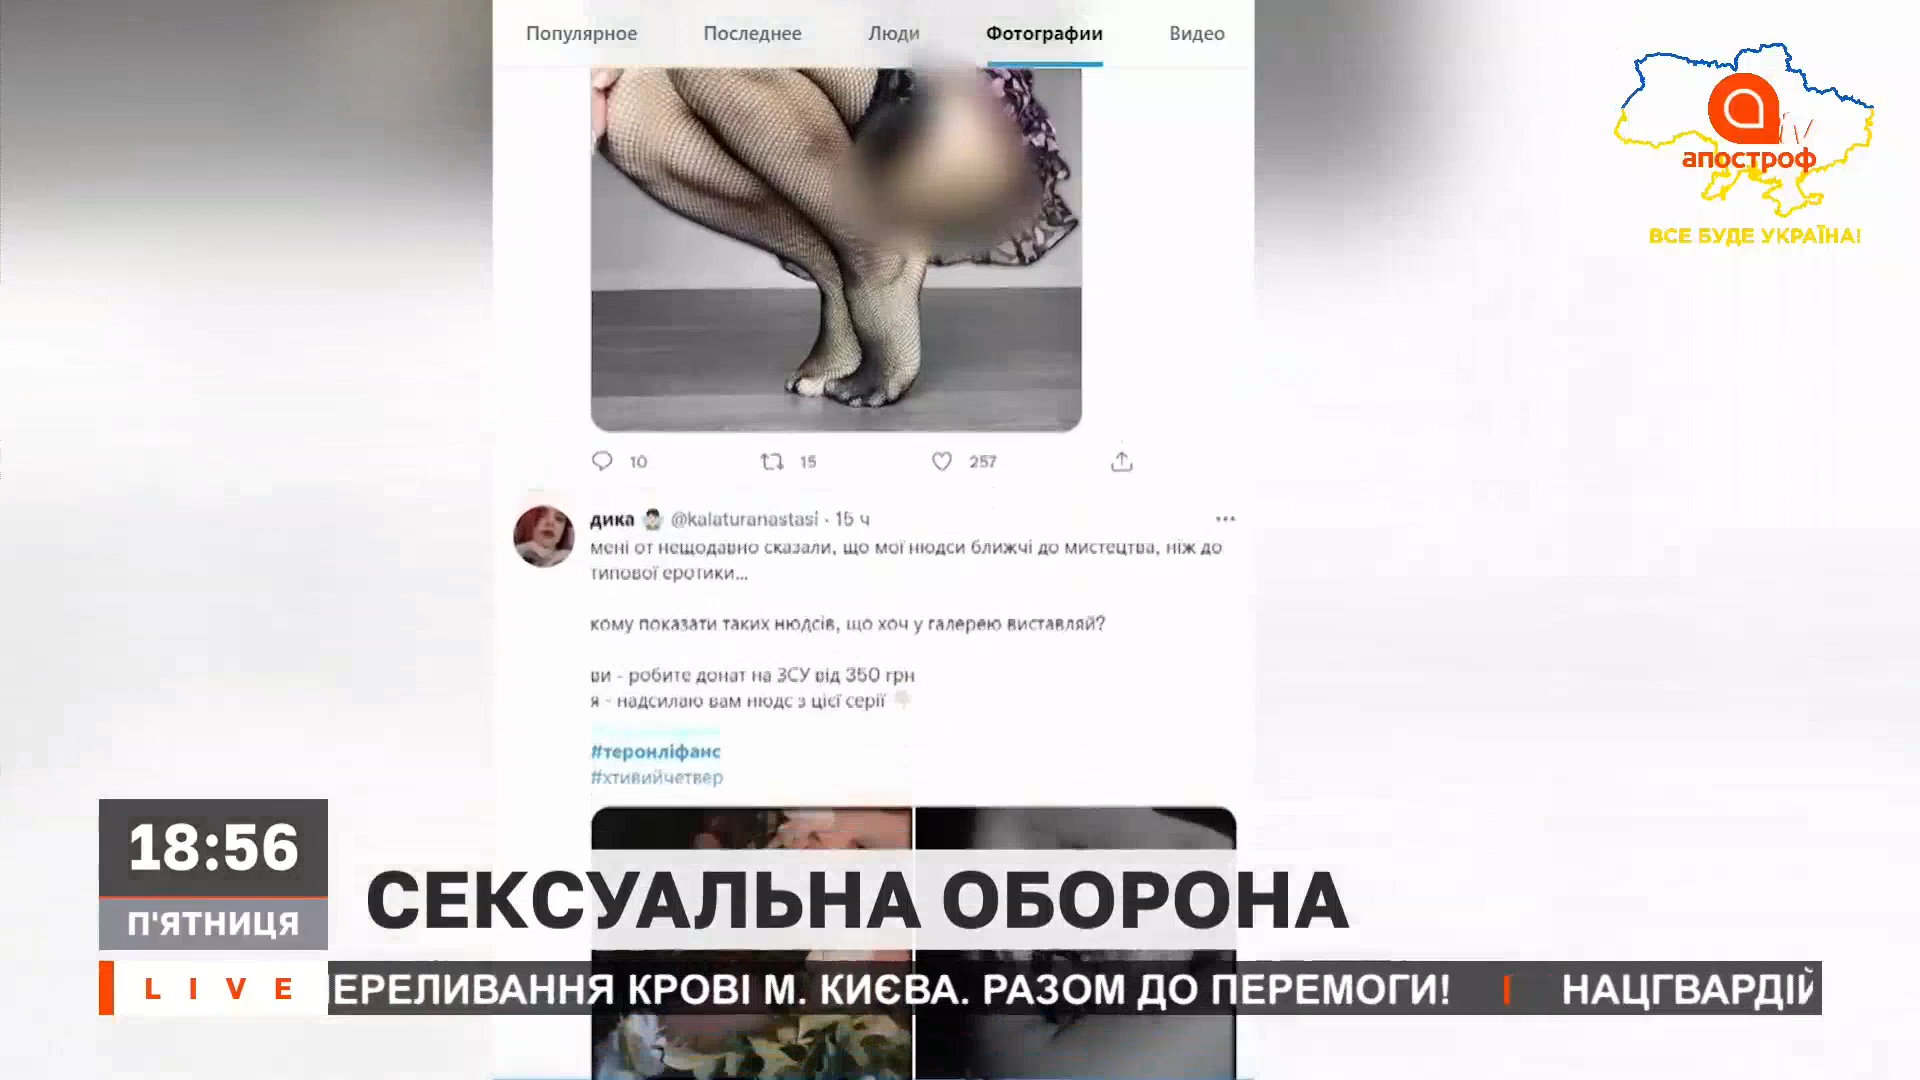 Популярное Последнее Люди Фотографии Видео
апостроф
tv
ВСЕ БУДЕ УКРАЇНА!
10 15 257
дика @kalaturanastasi · 15 ч
мені от нещодавно сказали, що мої нюдси ближчі до мистецтва, ніж до
типової еротики...
кому показати таких нюдсів, що хоч у галерею виставляй?
ви - робите донат на ЗСУ від 350 грн
я - надсилаю вам нюдс з цієї серії
#теронліфанс
#хтивийчетвер
18:56
П'ЯТНИЦЯ
СЕКСУАЛЬНА ОБОРОНА
LIVE
ЕРЕЛИВАННЯ КРОВІ М. КИЄВА. РАЗОМ ДО ПЕРЕМОГИ! | НАЦГВАРДІЙ